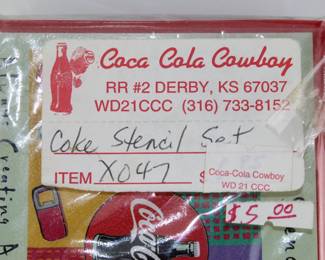 Coca Cola Cowboy
RR #2 DERBY, KS 67037
WD21CCC (316) 733-8152
Coke Stencil Set
ITEM X047 $
Coca-Cola Cowboy
WD 21 CCC
$5.00
Creating A
Coca-Cola